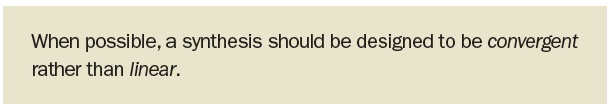 When possible, a synthesis should be designed to be convergent
rather than linear.